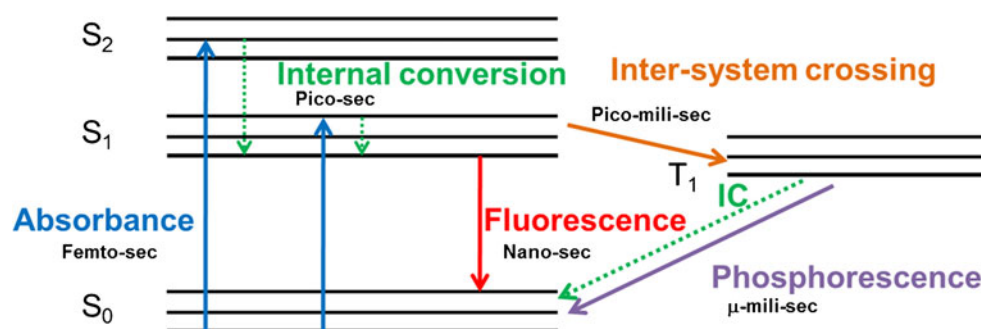 S2
Internal conversion
Pico-sec
Inter-system crossing
Pico-mili-sec
S1
T1
IC
Absorbance
Femto-sec
Fluorescence
Nano-sec
Phosphorescence
μ-mili-sec
S0